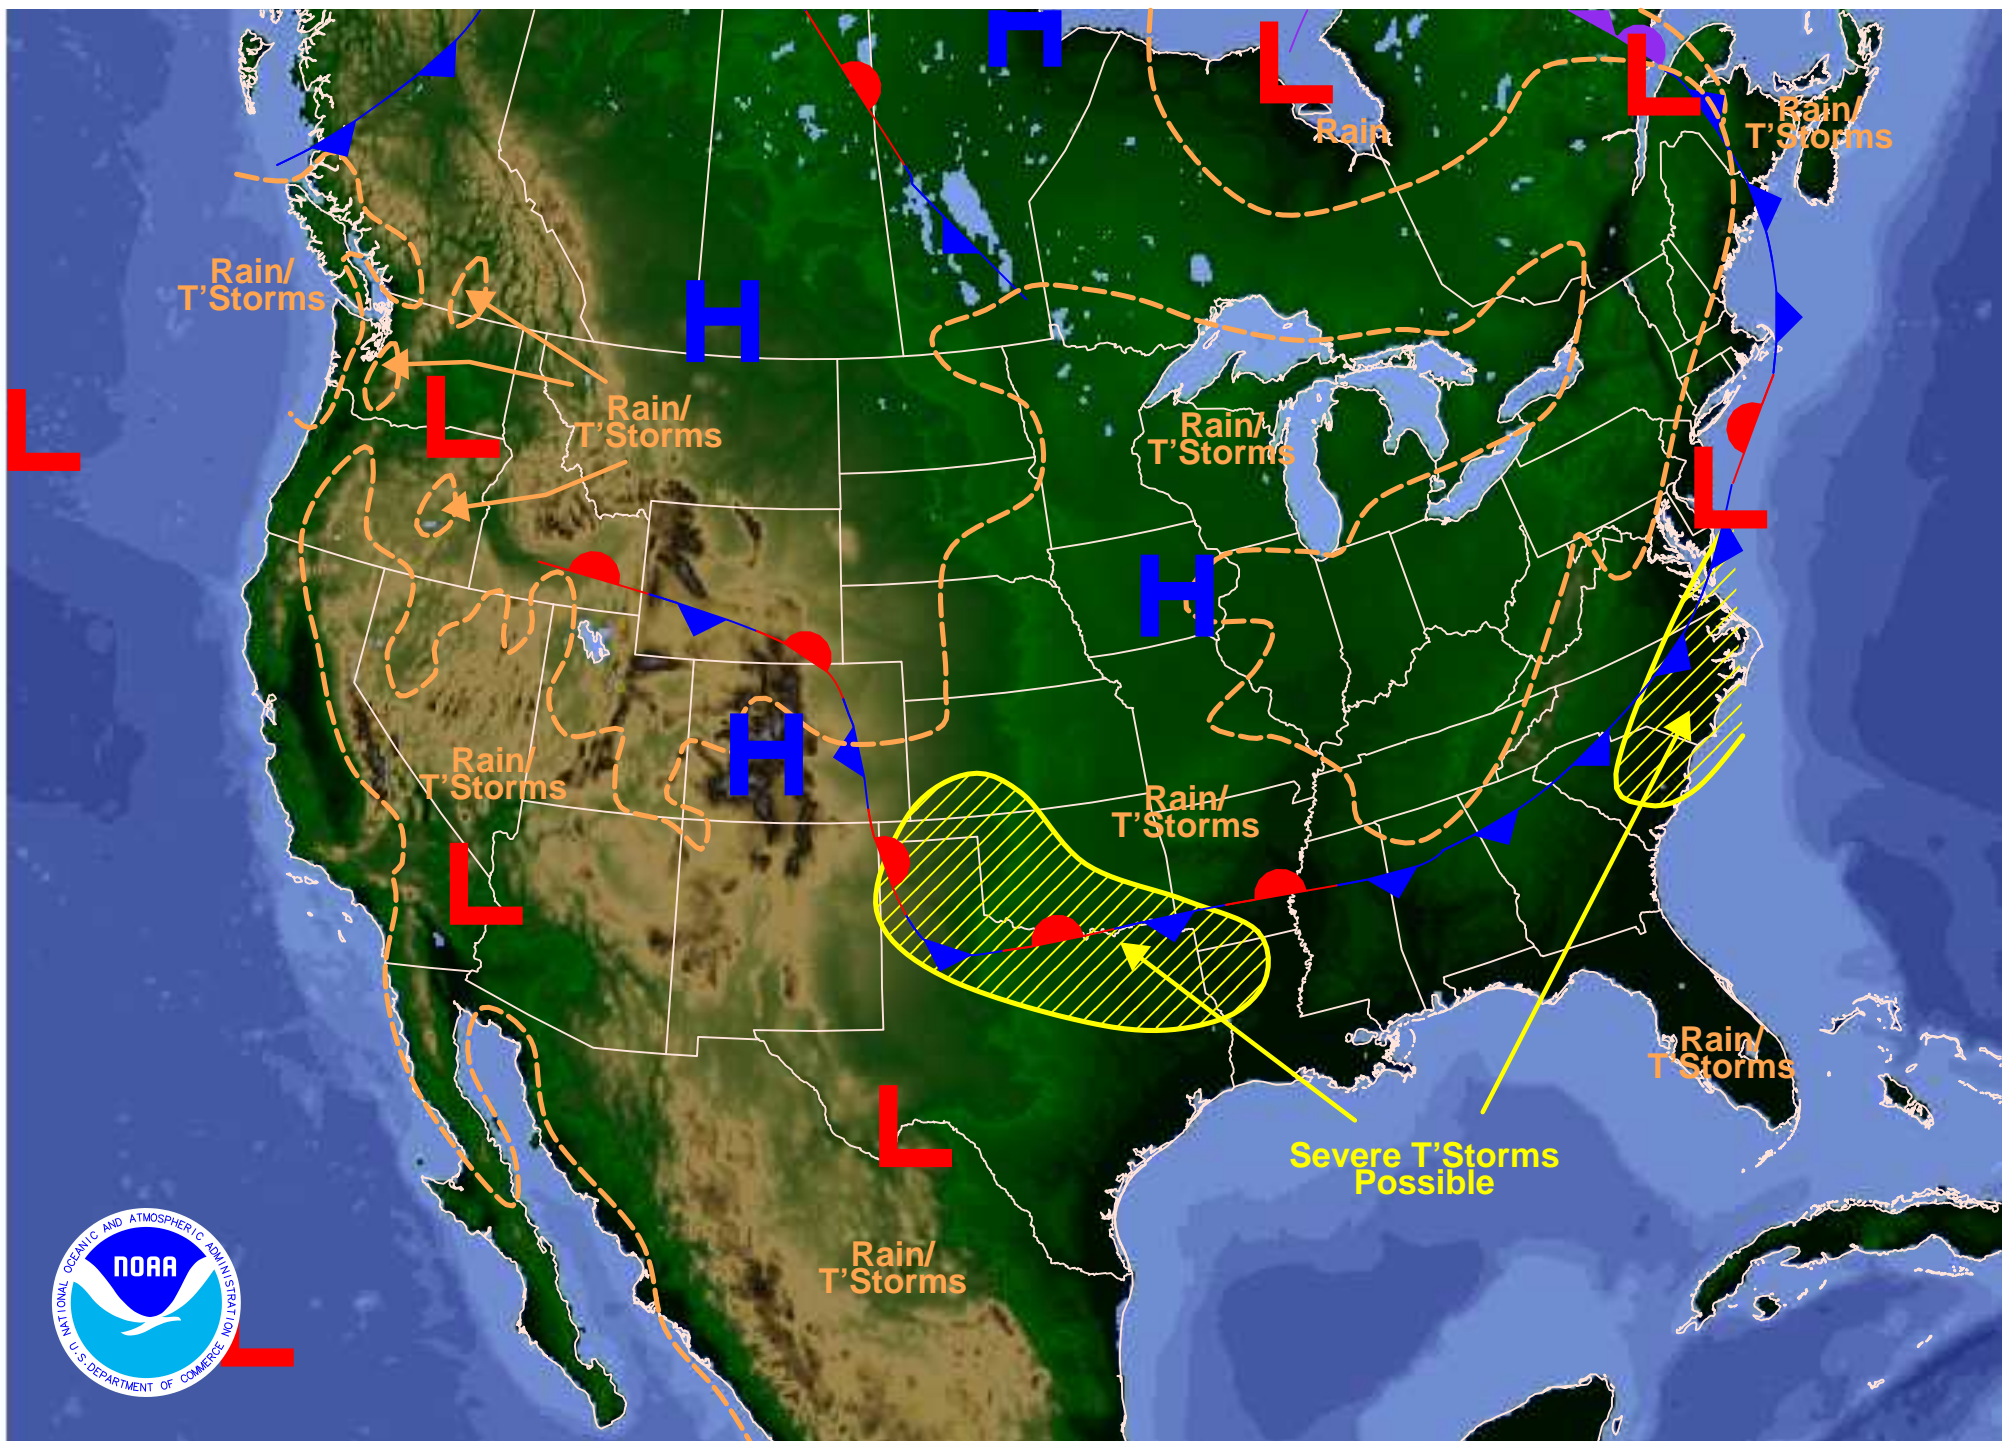 H
L
L
Rain
Rain/
T'Storms
Rain/
T'Storms
H
L
L
Rain/
T'Storms
Rain/
T'Storms
L
H
H
Rain/
T'Storms
Rain/
T'Storms
L
Rain/
T'Storms
L
Severe T'Storms
Possible
Rain/
T'Storms
L
NATIONAL OCEANIC AND ATMOSPHERIC ADMINISTRATION
NOAA
U.S. DEPARTMENT OF COMMERCE